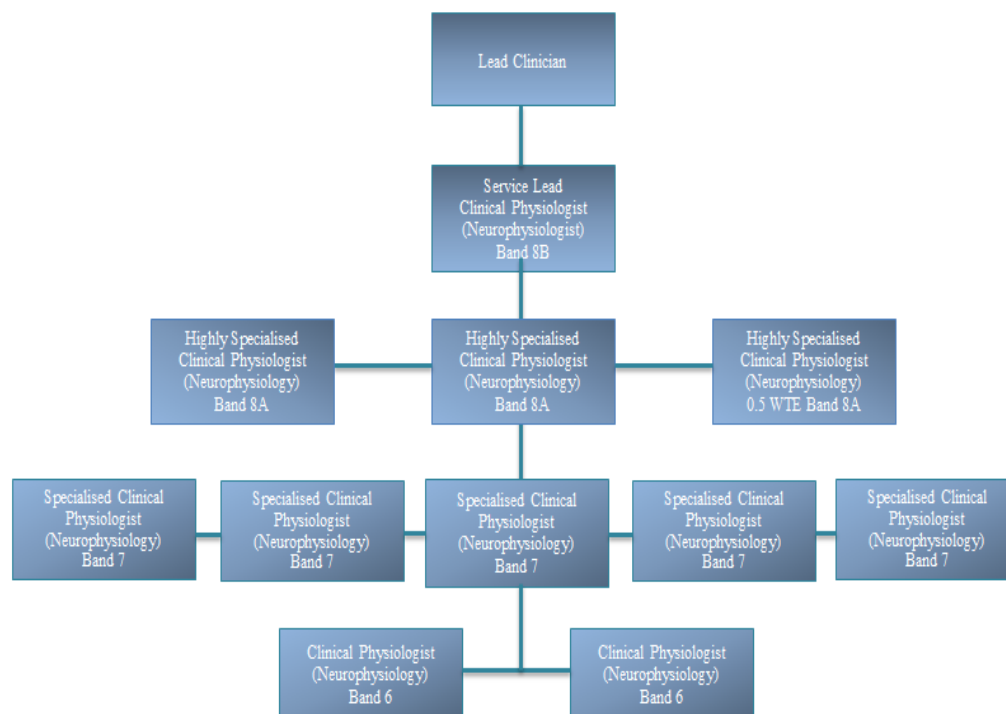 Lead Clinician
Service Lead
Clinical Physiologist
(Neurophysiologist)
Band 8B
Highly Specialised
Clinical Physiologist
(Neurophysiology)
Band 8A
Highly Specialised
Clinical Physiologist
(Neurophysiology)
Band 8A
Highly Specialised
Clinical Physiologist
(Neurophysiology)
0.5 WTE Band 8A
Specialised Clinical
Physiologist
(Neurophysiology)
Band 7
Specialised Clinical
Physiologist
(Neurophysiology)
Band 7
Specialised Clinical
Physiologist
(Neurophysiology)
Band 7
Specialised Clinical
Physiologist
(Neurophysiology)
Band 7
Specialised Clinical
Physiologist
(Neurophysiology)
Band 7
Clinical Physiologist
(Neurophysiology)
Band 6
Clinical Physiologist
(Neurophysiology)
Band 6